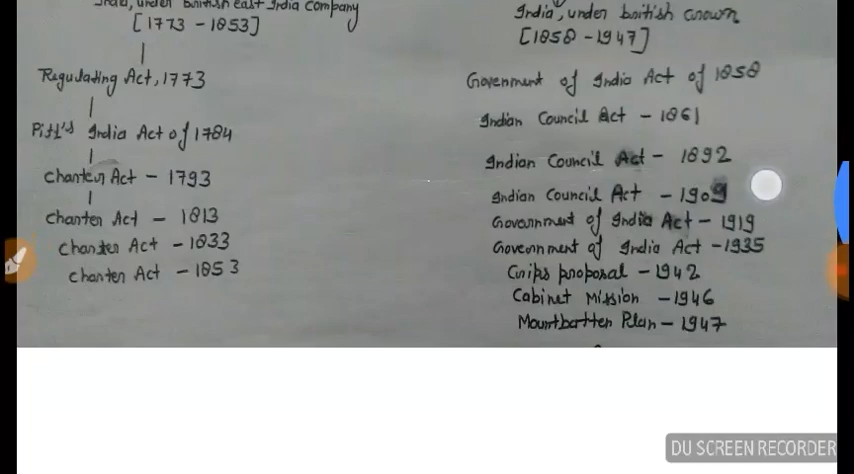 India, under British east India Company
[1773 - 1853]
Regulating Act, 1773
Pitt's India Act of 1784
charter Act - 1793
charter Act - 1813
charter Act - 1833
charter Act - 1853
India, under british crown
[1858 - 1947]
Govenment of India Act of 1858
Indian Council Act - 1861
Indian Council Act - 1892
Indian Council Act - 1909
Government of India Act - 1919
Government of India Act - 1935
Crips proposal - 1942
Cabinet Mission - 1946
Mountbatten Plan - 1947
DU SCREEN RECORDER